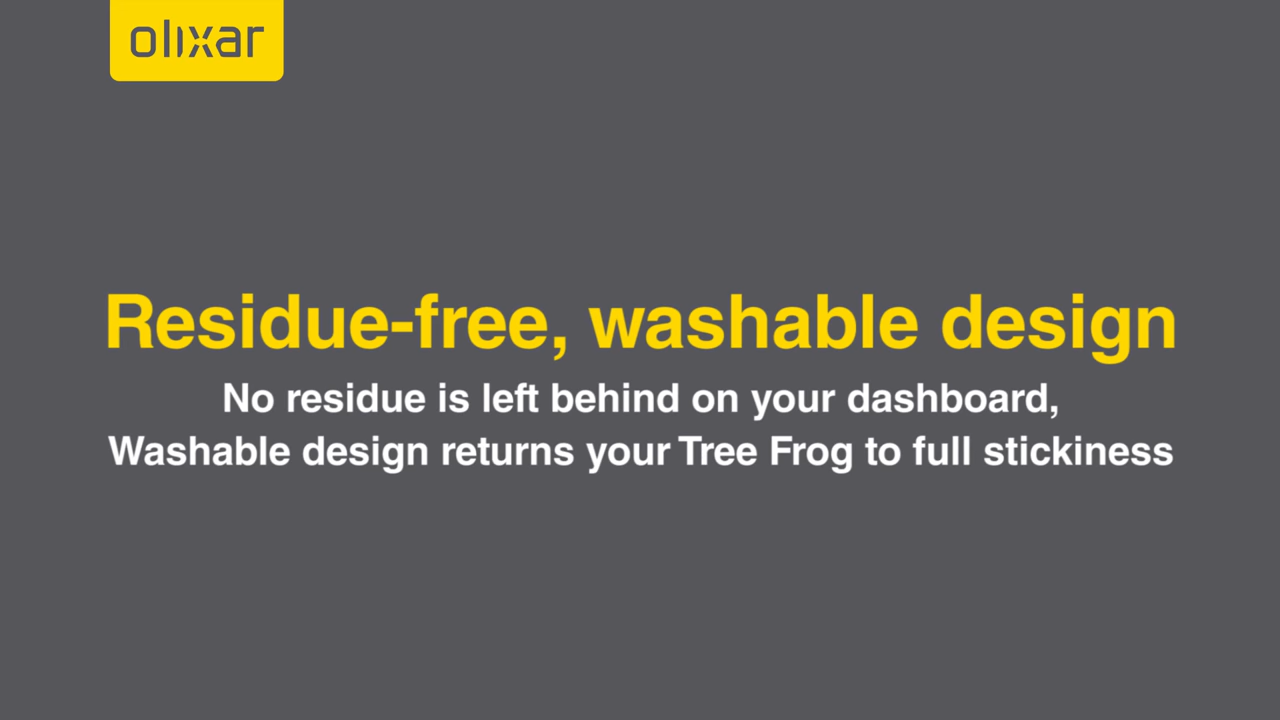 olixar
Residue-free, washable design
No residue is left behind on your dashboard,
Washable design returns your Tree Frog to full stickiness